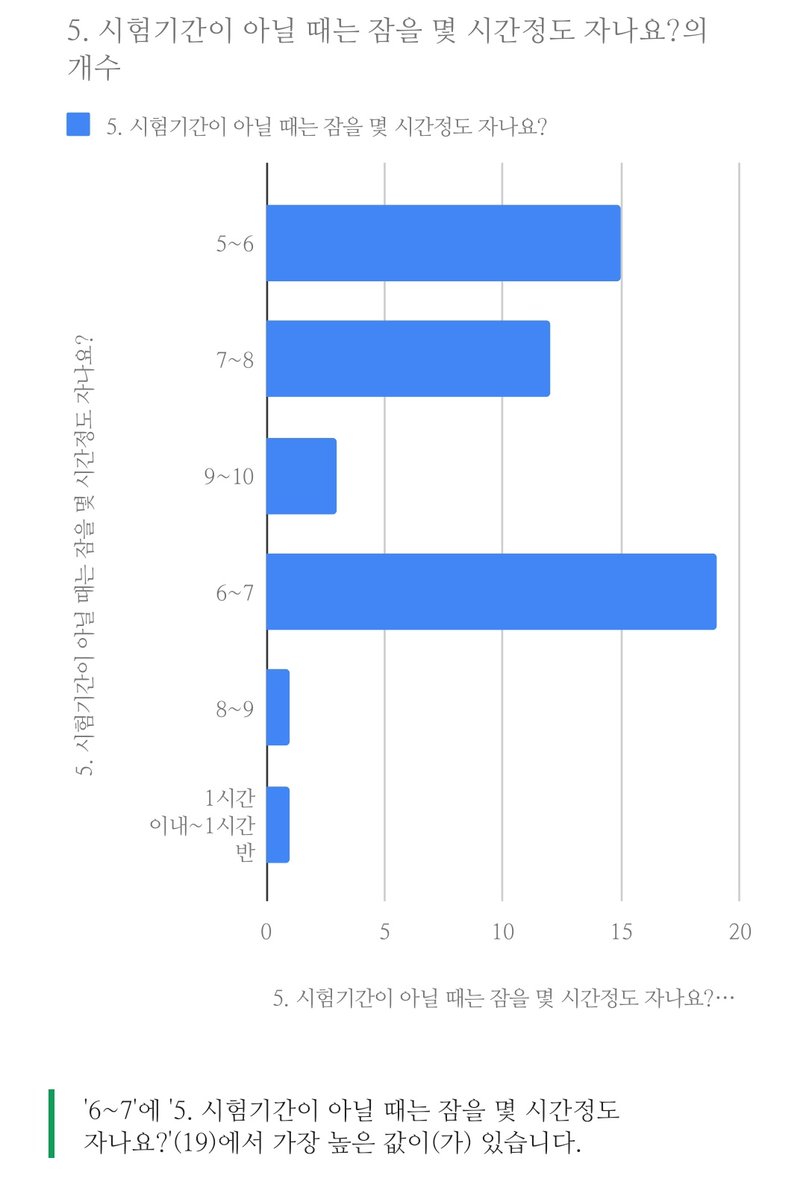 5. 시험기간이 아닐 때는 잠을 몇 시간정도 자나요?의
개수
5. 시험기간이 아닐 때는 잠을 몇 시간정도 자나요?
5. 시험기간이 아닐 때는 잠을 몇 시간정도 자나요?
5~6
7~8
9~10
6~7
8~9
1시간
이내~1시간
반
0 5 10 15 20
5. 시험기간이 아닐 때는 잠을 몇 시간정도 자나요?…
'6~7'에 '5. 시험기간이 아닐 때는 잠을 몇 시간정도
자나요?'(19)에서 가장 높은 값이(가) 있습니다.